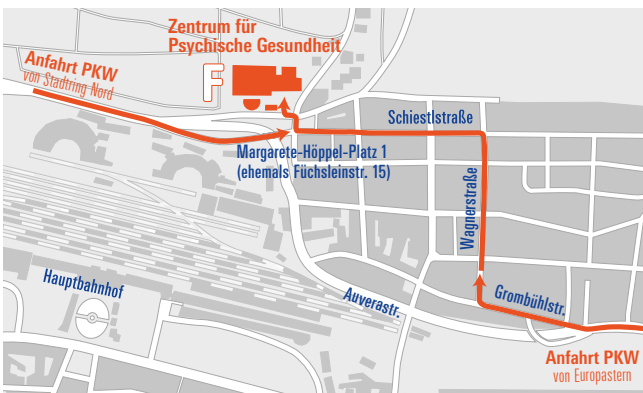 Zentrum für
Psychische Gesundheit
Anfahrt PKW
von Stadtring Nord
F
Schiestlstraße
Margarete-Höppel-Platz 1
(ehemals Füchsleinstr. 15)
Wagnerstraße
Hauptbahnhof
Auverastr.
Grombühlstr.
Anfahrt PKW
von Europastern